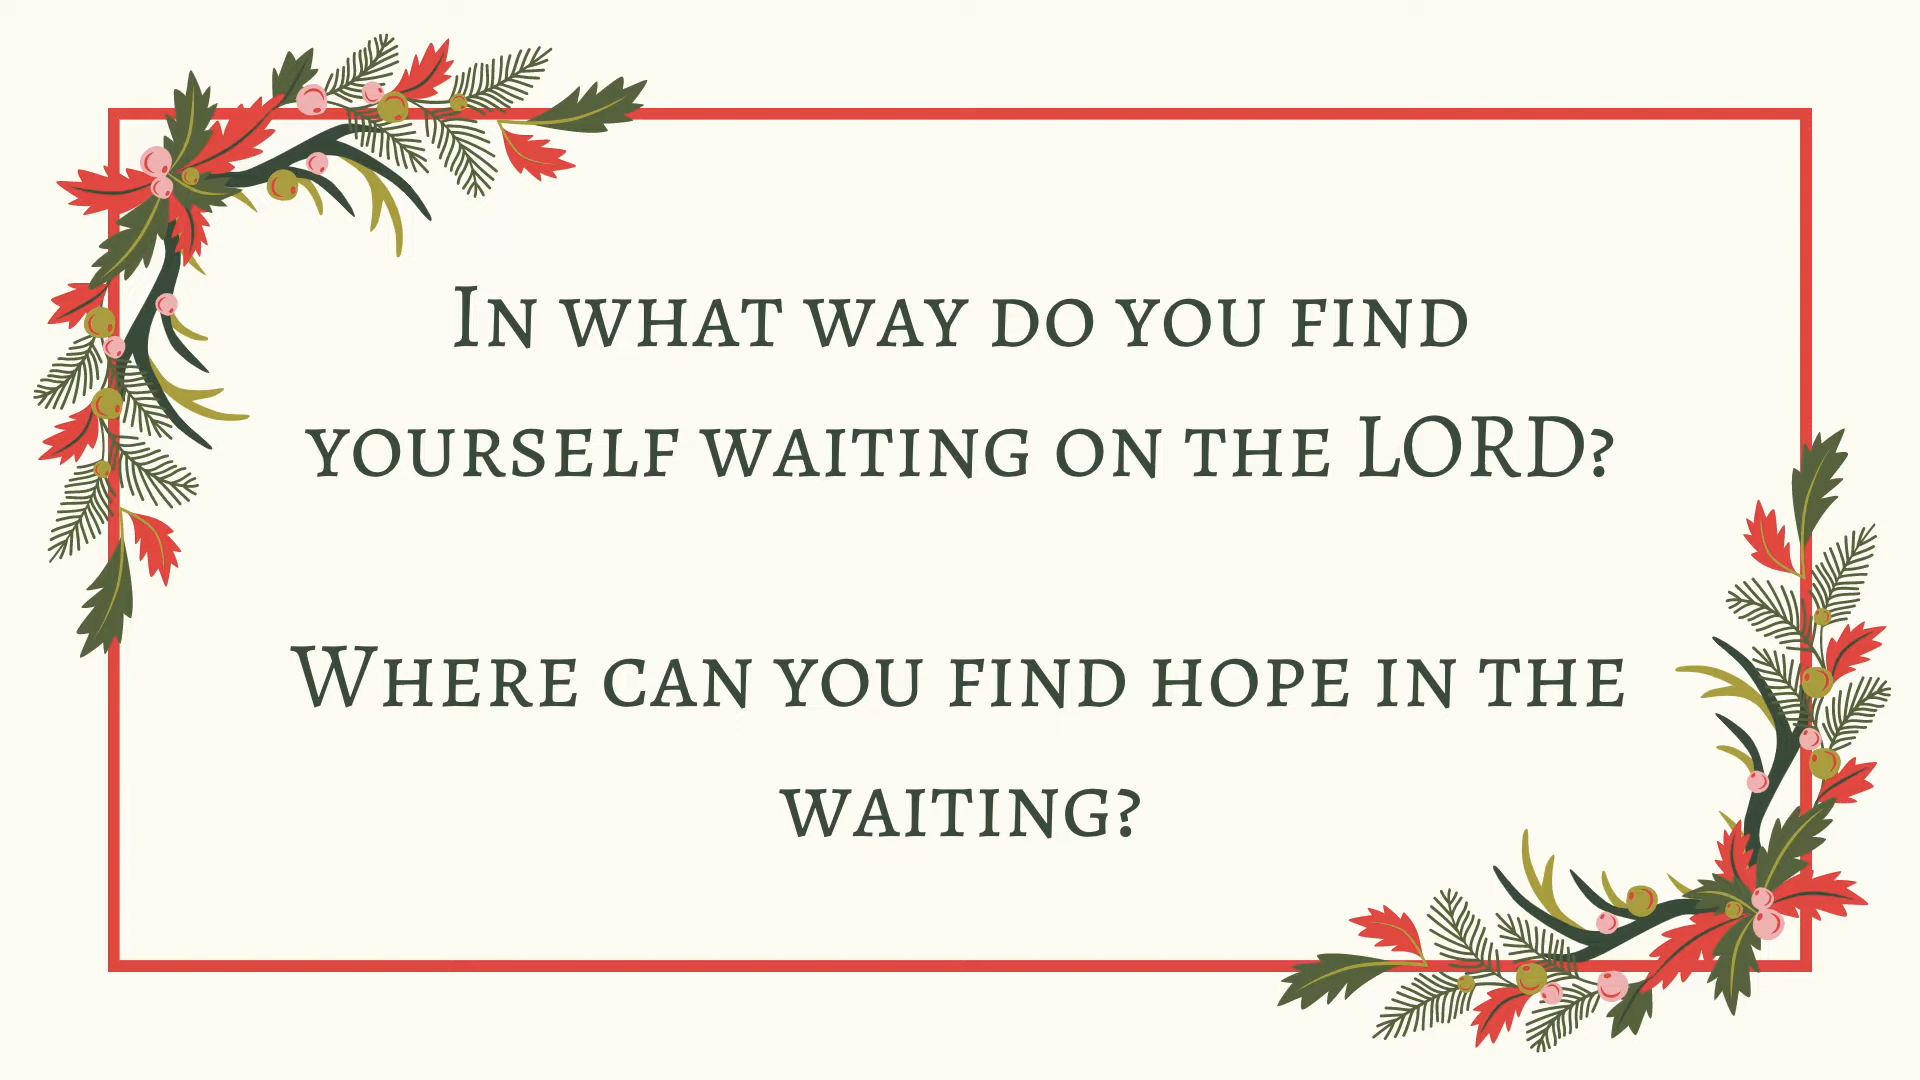 In what way do you find
yourself waiting on the LORD?
Where can you find hope in the
waiting?